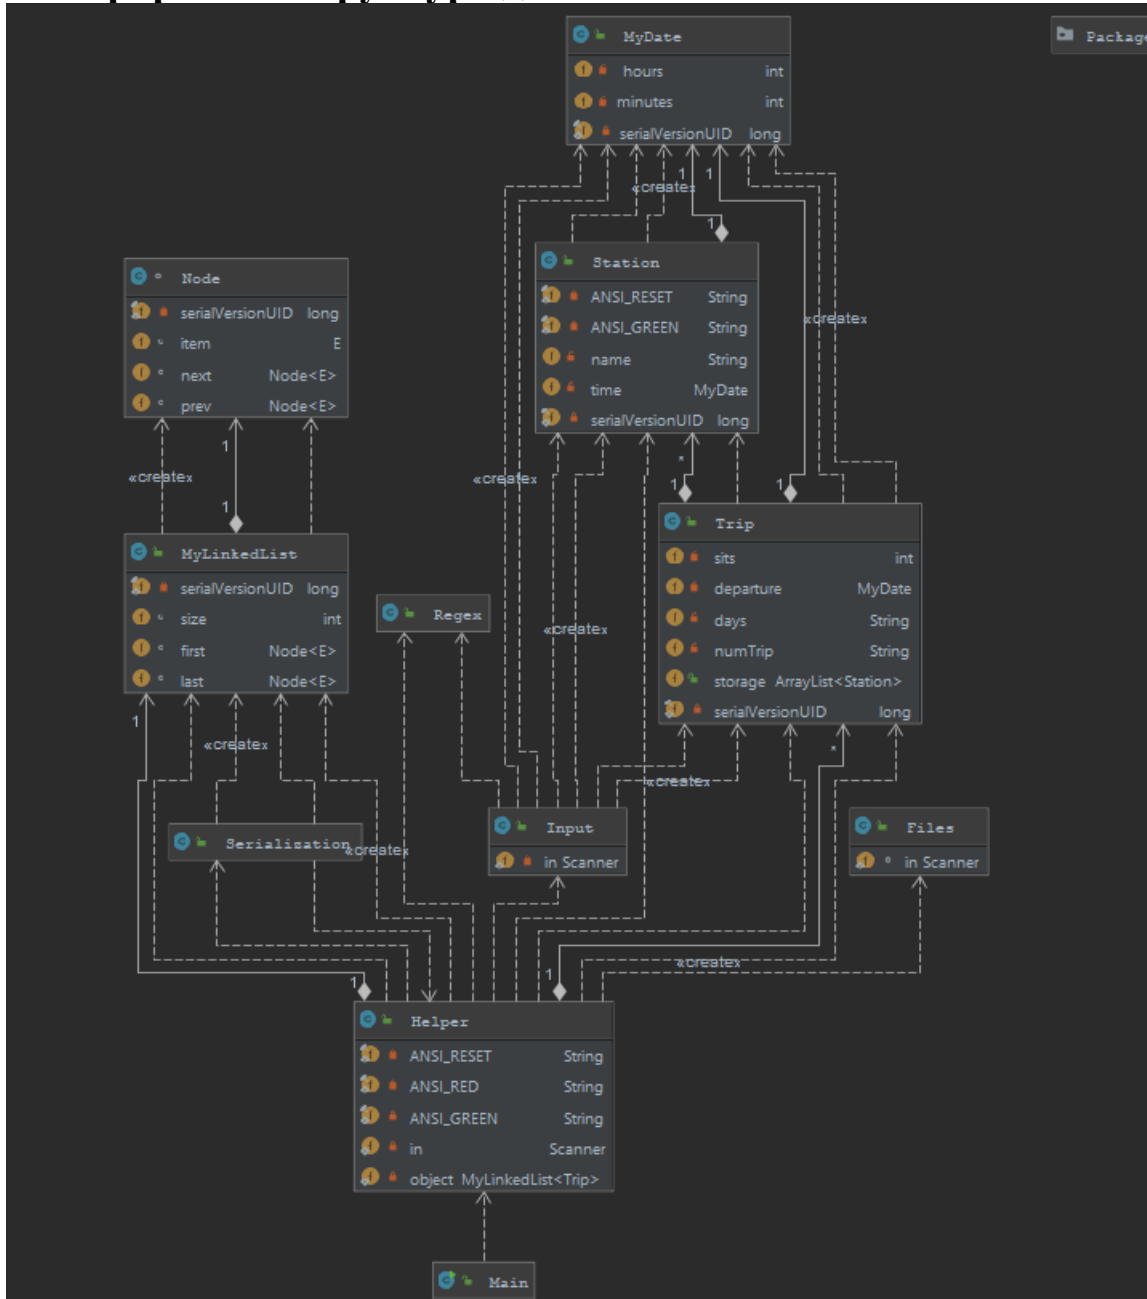 MyDate
Package
hours int
minutes int
serialVersionUID long
1 1
«create»
1
Station
ANSI_RESET String
ANSI_GREEN String
name String
time MyDate
serialVersionUID long
«create»
Node
serialVersionUID long
item E
next Node<E>
prev Node<E>
1
«create»
1
*
«create»
«create»
1 1
Trip
sits int
departure MyDate
days String
numTrip String
storage ArrayList<Station>
serialVersionUID long
MyLinkedList
serialVersionUID long
size int
first Node<E>
last Node<E>
Regex
«create»
1
«create»
*
«create»
Serialization
«create»
Input
in Scanner
Files
in Scanner
«create»
1 1
Helper
ANSI_RESET String
ANSI_RED String
ANSI_GREEN String
in Scanner
object MyLinkedList<Trip>
Main